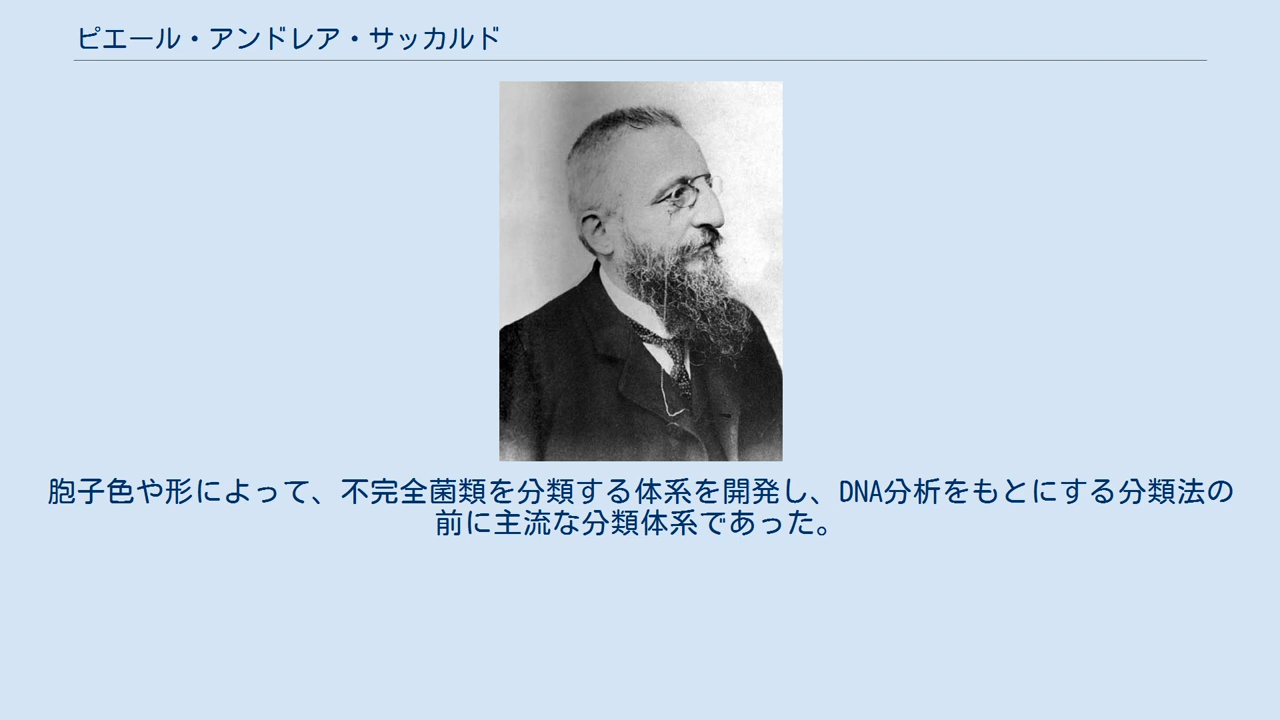 ピエール・アンドレア・サッカルド
胞子色や形によって、不完全菌類を分類する体系を開発し、DNA分析をもとにする分類法の
前に主流な分類体系であった。